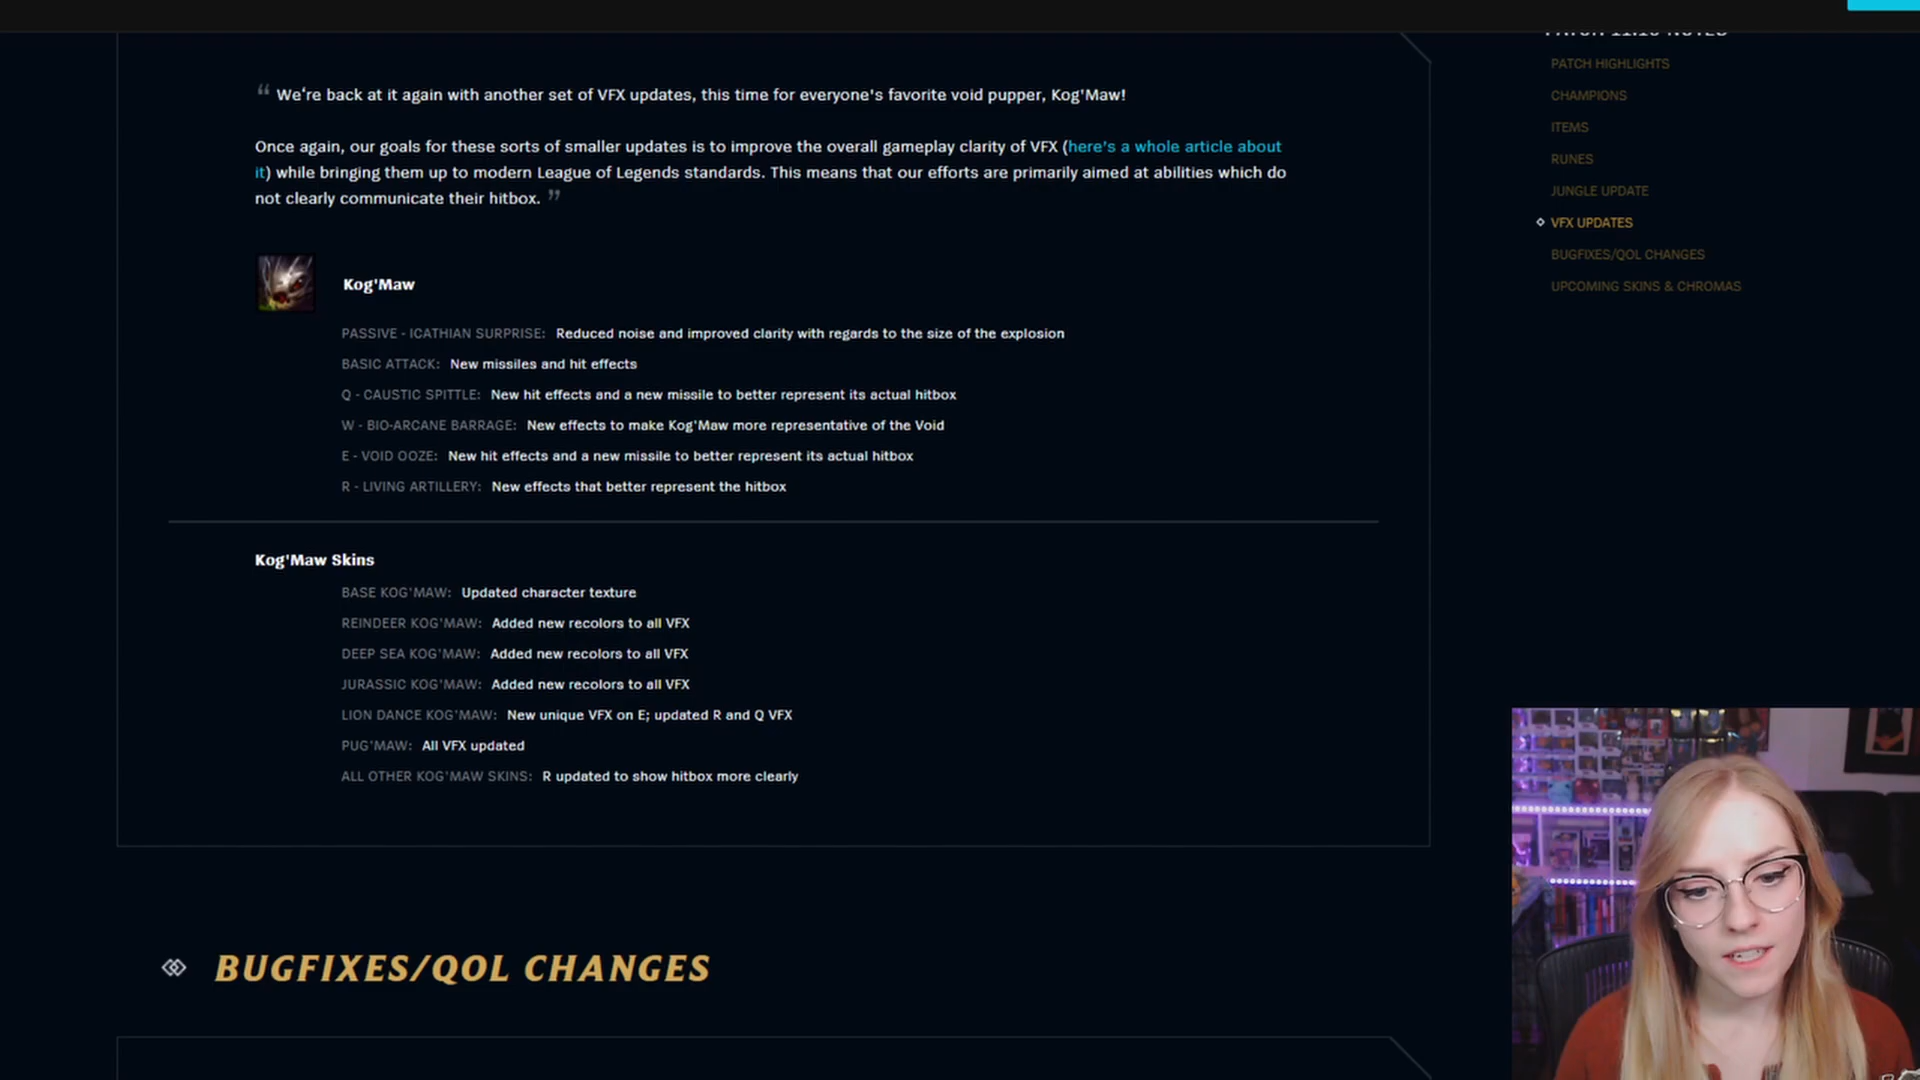 “ We're back at it again with another set of VFX updates, this time for everyone's favorite void pupper, Kog'Maw!
Once again, our goals for these sorts of smaller updates is to improve the overall gameplay clarity of VFX (here's a whole article about
it) while bringing them up to modern League of Legends standards. This means that our efforts are primarily aimed at abilities which do
not clearly communicate their hitbox. ”
Kog'Maw
PASSIVE - ICATHIAN SURPRISE: Reduced noise and improved clarity with regards to the size of the explosion
BASIC ATTACK: New missiles and hit effects
Q - CAUSTIC SPITTLE: New hit effects and a new missile to better represent its actual hitbox
W - BIO-ARCANE BARRAGE: New effects to make Kog'Maw more representative of the Void
E - VOID OOZE: New hit effects and a new missile to better represent its actual hitbox
R - LIVING ARTILLERY: New effects that better represent the hitbox
Kog'Maw Skins
BASE KOG'MAW: Updated character texture
REINDEER KOG'MAW: Added new recolors to all VFX
DEEP SEA KOG'MAW: Added new recolors to all VFX
JURASSIC KOG'MAW: Added new recolors to all VFX
LION DANCE KOG'MAW: New unique VFX on E; updated R and Q VFX
PUG'MAW: All VFX updated
ALL OTHER KOG'MAW SKINS: R updated to show hitbox more clearly
BUGFIXES/QOL CHANGES
NOTES
PATCH HIGHLIGHTS
CHAMPIONS
ITEMS
RUNES
JUNGLE UPDATE
VFX UPDATES
BUGFIXES/QOL CHANGES
UPCOMING SKINS & CHROMAS